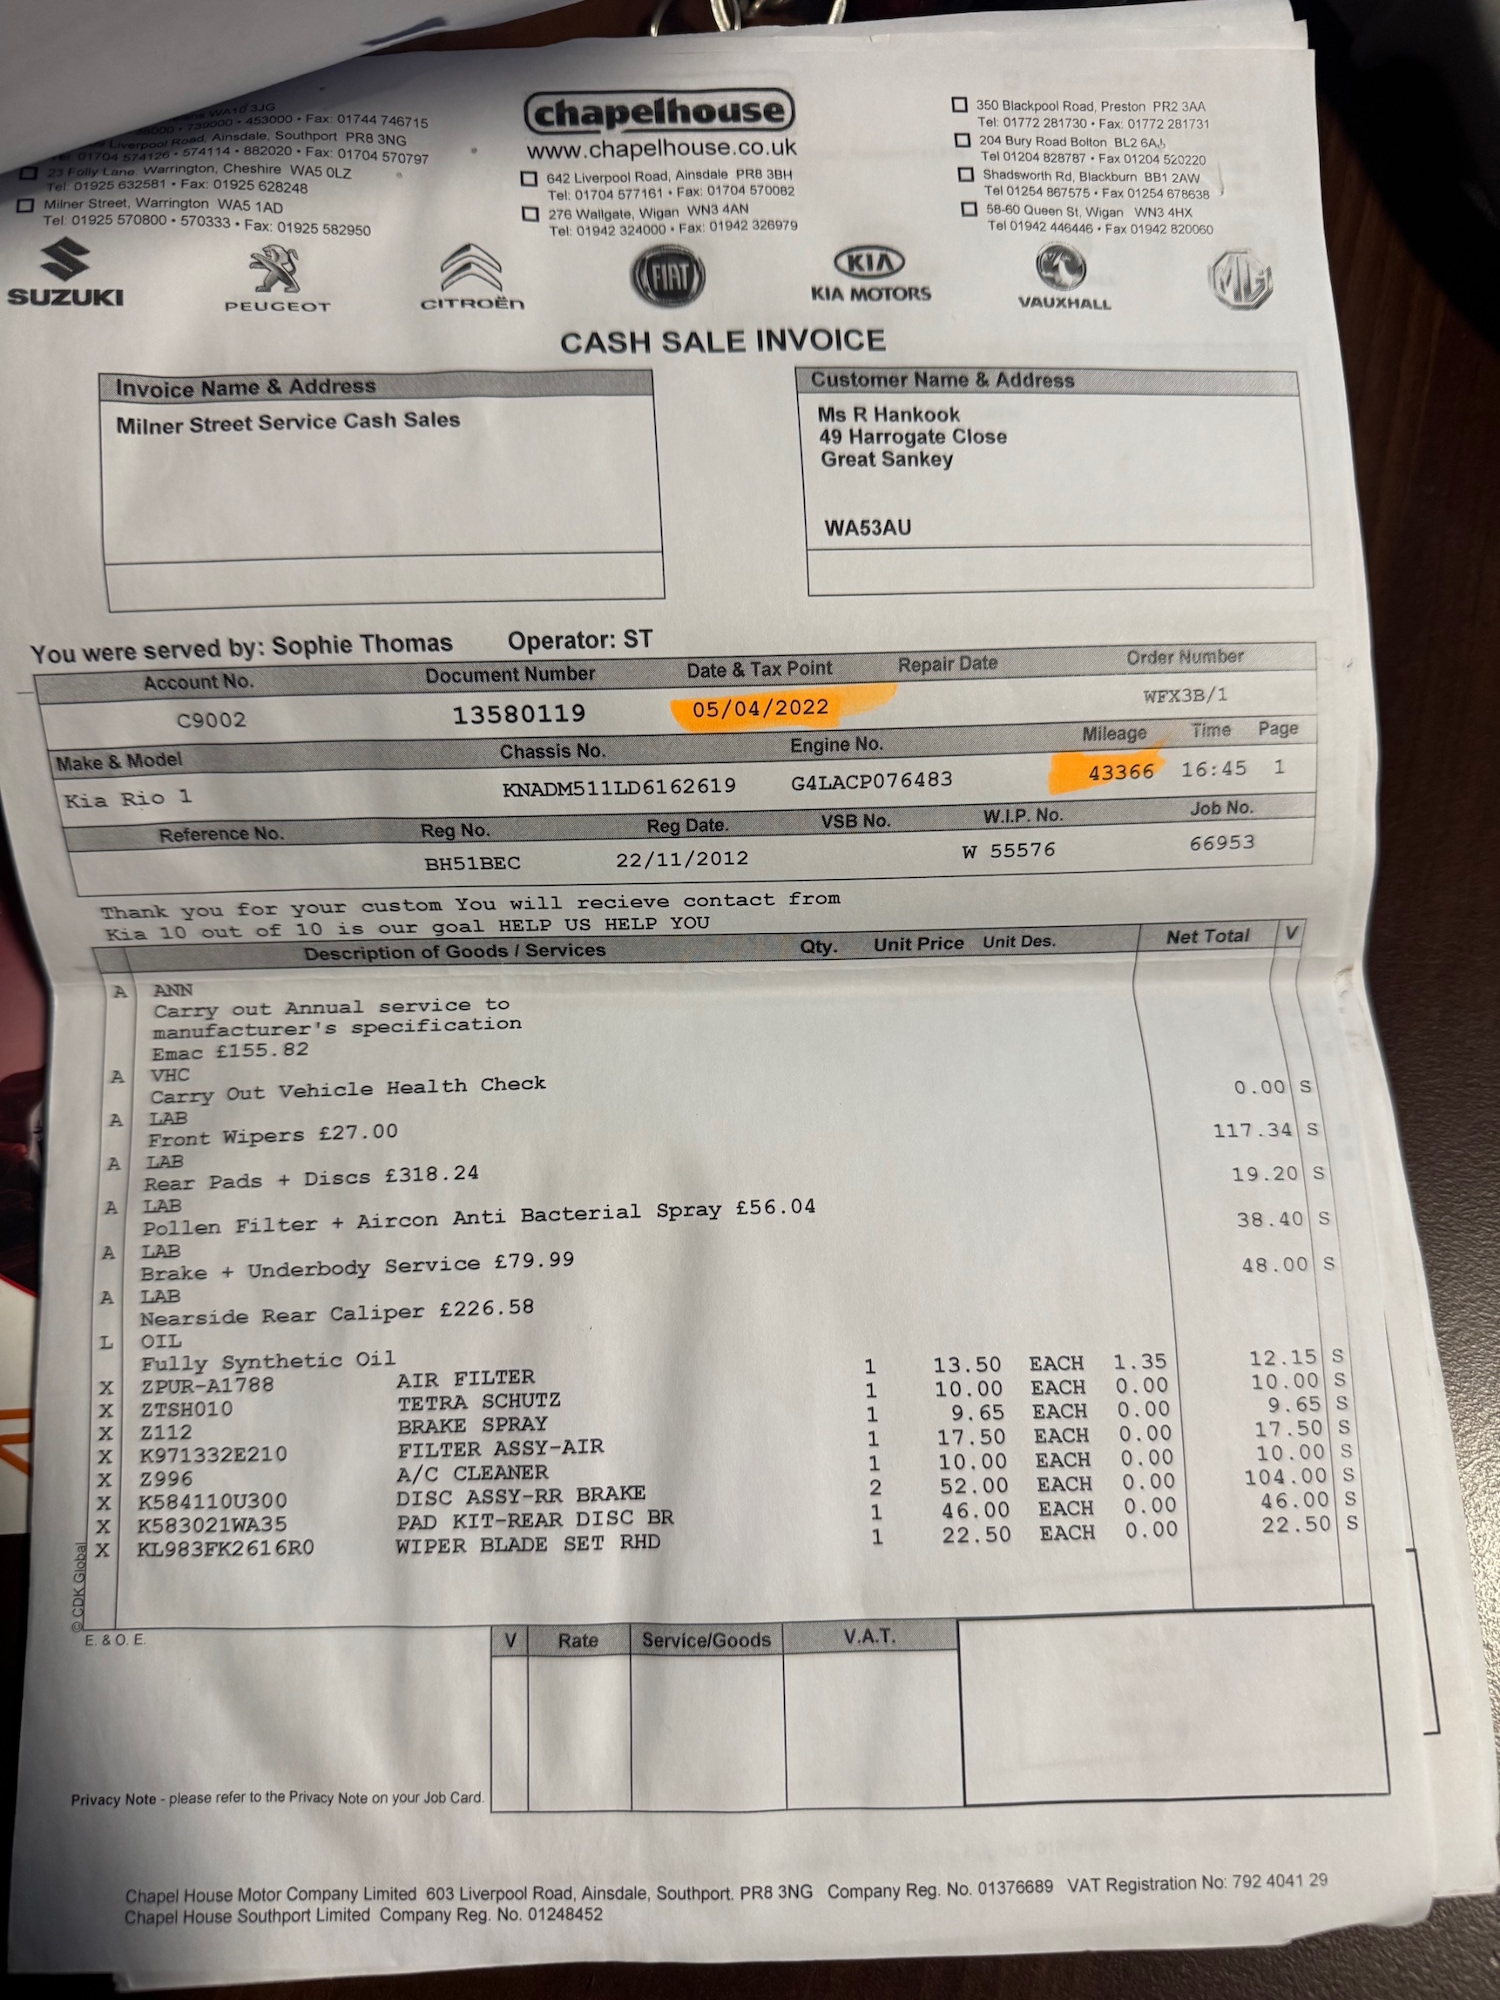 WA10 3JG
739000 • 453000 • Fax: 01744 746715
Liverpool Road, Ainsdale, Southport PR8 3NG
Tel: 01704 574126 • 574114 • 882020 • Fax: 01704 570797
23 Folly Lane, Warrington, Cheshire WA5 0LZ
Tel: 01925 632581 • Fax: 01925 628248
Milner Street, Warrington WA5 1AD
Tel: 01925 570800 • 570333 • Fax: 01925 582950
chapelhouse
www.chapelhouse.co.uk
642 Liverpool Road, Ainsdale PR8 3BH
Tel: 01704 577161 • Fax: 01704 570082
276 Wallgate, Wigan WN3 4AN
Tel: 01942 324000 • Fax: 01942 326979
350 Blackpool Road, Preston PR2 3AA
Tel: 01772 281730 • Fax: 01772 281731
204 Bury Road Bolton BL2 6AJ
Tel 01204 828787 • Fax 01204 520220
Shadsworth Rd, Blackburn BB1 2AW
Tel 01254 867575 • Fax 01254 678638
58-60 Queen St, Wigan WN3 4HX
Tel 01942 446446 • Fax 01942 820060
SUZUKI PEUGEOT CITROËN FIAT KIA KIA MOTORS VAUXHALL MG
CASH SALE INVOICE
Invoice Name & Address
Milner Street Service Cash Sales
Customer Name & Address
Ms R Hankook
49 Harrogate Close
Great Sankey
WA53AU
You were served by: Sophie Thomas Operator: ST
Account No. Document Number Date & Tax Point Repair Date Order Number
C9002 13580119 05/04/2022 WFX3B/1
Make & Model Chassis No. Engine No. Mileage Time Page
Kia Rio 1 KNADM511LD6162619 G4LACP076483 43366 16:45 1
Reference No. Reg No. Reg Date. VSB No. W.I.P. No. Job No.
BH51BEC 22/11/2012 W 55576 66953
Thank you for your custom You will recieve contact from
Kia 10 out of 10 is our goal HELP US HELP YOU
Description of Goods / Services Qty. Unit Price Unit Des. Net Total V
A ANN
Carry out Annual service to
manufacturer's specification
Emac £155.82
A VHC
Carry Out Vehicle Health Check 0.00 S
A LAB
Front Wipers £27.00 117.34 S
A LAB
Rear Pads + Discs £318.24 19.20 S
A LAB
Pollen Filter + Aircon Anti Bacterial Spray £56.04 38.40 S
A LAB
Brake + Underbody Service £79.99 48.00 S
A LAB
Nearside Rear Caliper £226.58
L OIL
Fully Synthetic Oil 1 13.50 EACH 1.35 12.15 S
X ZPUR-A1788 AIR FILTER 1 10.00 EACH 0.00 10.00 S
X ZTSH010 TETRA SCHUTZ 1 9.65 EACH 0.00 9.65 S
X Z112 BRAKE SPRAY 1 17.50 EACH 0.00 17.50 S
X K971332E210 FILTER ASSY-AIR 1 10.00 EACH 0.00 10.00 S
X Z996 A/C CLEANER 2 52.00 EACH 0.00 104.00 S
X K584110U300 DISC ASSY-RR BRAKE 1 46.00 EACH 0.00 46.00 S
X K583021WA35 PAD KIT-REAR DISC BR 1 22.50 EACH 0.00 22.50 S
X KL983FK2616R0 WIPER BLADE SET RHD
© CDK Global
E. & O. E.
V Rate Service/Goods V.A.T.
Privacy Note - please refer to the Privacy Note on your Job Card.
Chapel House Motor Company Limited 603 Liverpool Road, Ainsdale, Southport. PR8 3NG Company Reg. No. 01376689 VAT Registration No: 792 4041 29
Chapel House Southport Limited Company Reg. No. 01248452